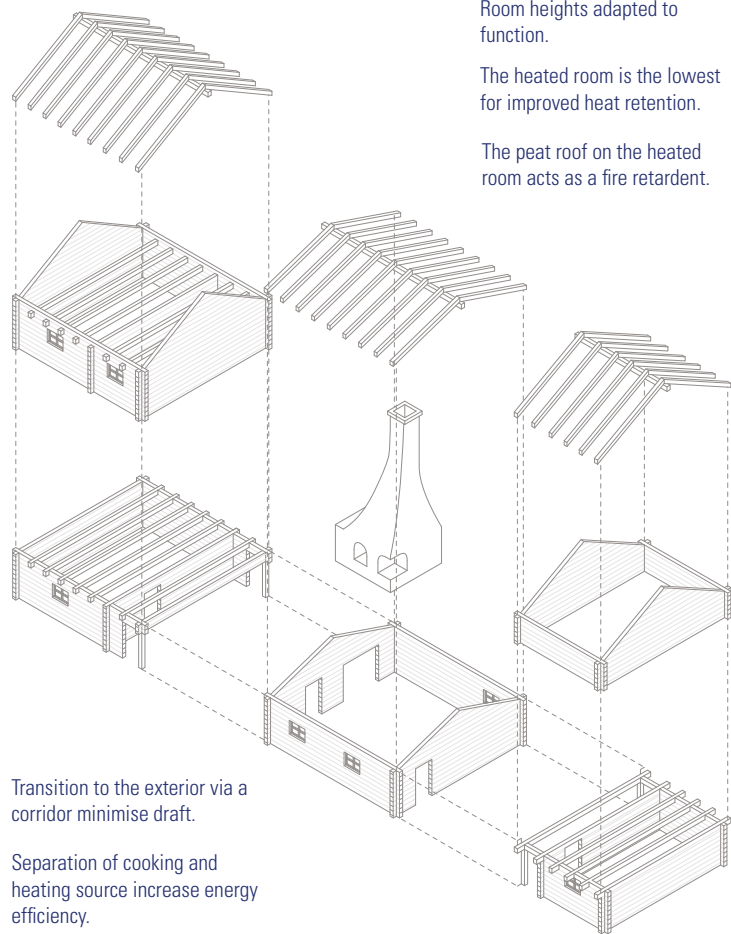 Room heights adapted to
function.
The heated room is the lowest
for improved heat retention.
The peat roof on the heated
room acts as a fire retardent.
Transition to the exterior via a
corridor minimise draft.
Separation of cooking and
heating source increase energy
efficiency.